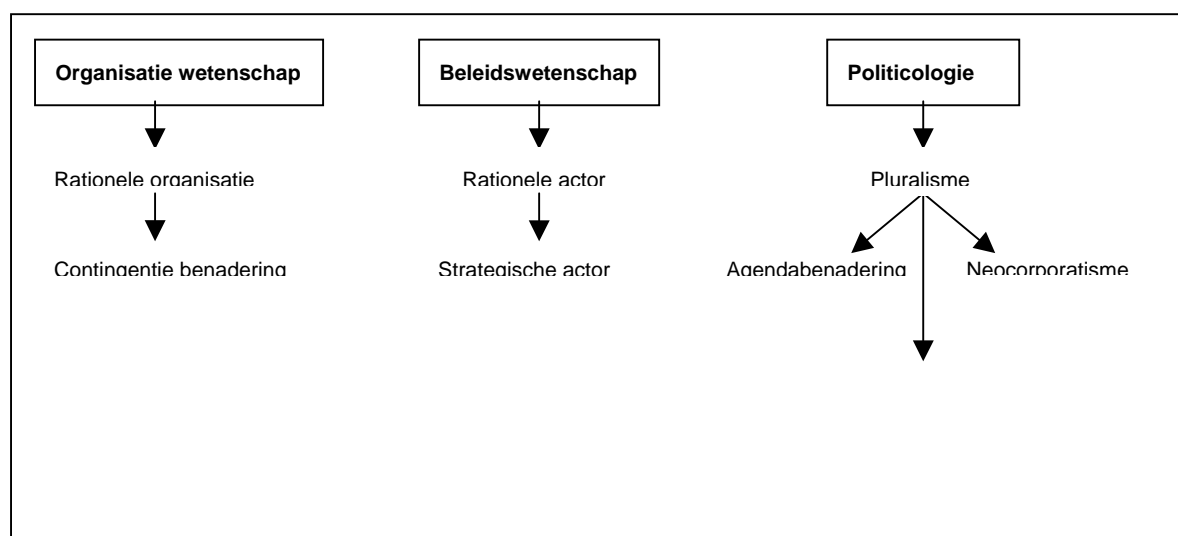 Organisatie wetenschap
Beleidswetenschap
Politicologie
Rationele organisatie
Rationele actor
Pluralisme
Contingentie benadering
Strategische actor
Agendabenadering
Neocorporatisme